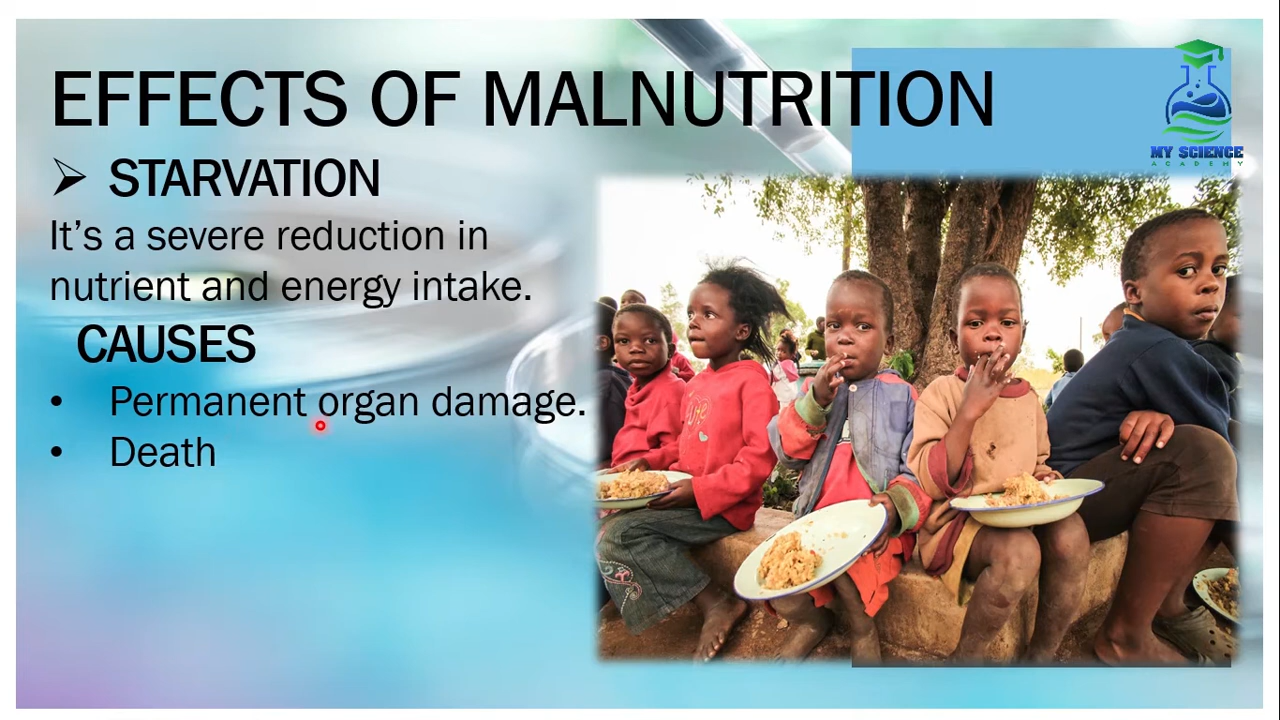 EFFECTS OF MALNUTRITION
➢ STARVATION
It’s a severe reduction in
nutrient and energy intake.
CAUSES
• Permanent organ damage.
• Death
MY SCIENCE
ACADEMY